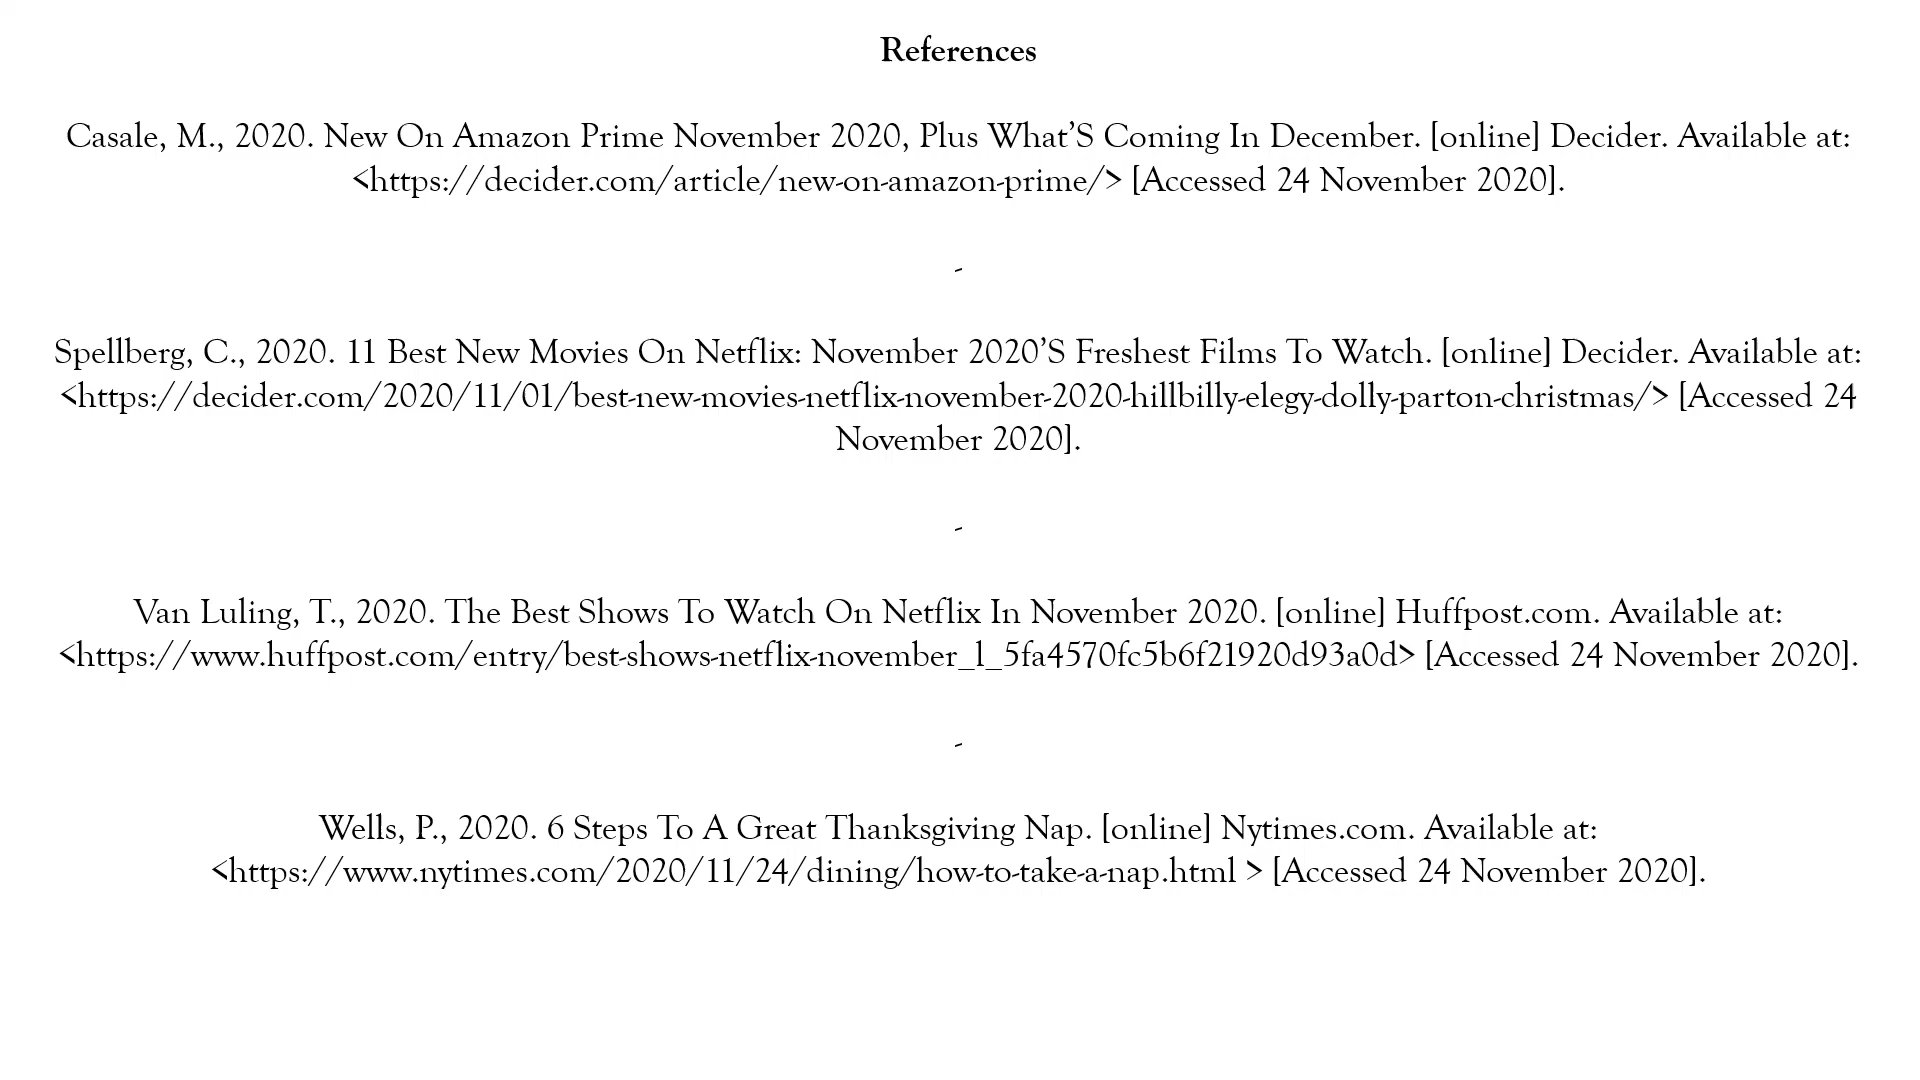 References
Casale, M., 2020. New On Amazon Prime November 2020, Plus What’S Coming In December. [online] Decider. Available at:
<https://decider.com/article/new-on-amazon-prime/> [Accessed 24 November 2020].
-
Spellberg, C., 2020. 11 Best New Movies On Netflix: November 2020’S Freshest Films To Watch. [online] Decider. Available at:
<https://decider.com/2020/11/01/best-new-movies-netflix-november-2020-hillbilly-elegy-dolly-parton-christmas/> [Accessed 24
November 2020].
-
Van Luling, T., 2020. The Best Shows To Watch On Netflix In November 2020. [online] Huffpost.com. Available at:
<https://www.huffpost.com/entry/best-shows-netflix-november_l_5fa4570fc5b6f21920d93a0d> [Accessed 24 November 2020].
-
Wells, P., 2020. 6 Steps To A Great Thanksgiving Nap. [online] Nytimes.com. Available at:
<https://www.nytimes.com/2020/11/24/dining/how-to-take-a-nap.html > [Accessed 24 November 2020].